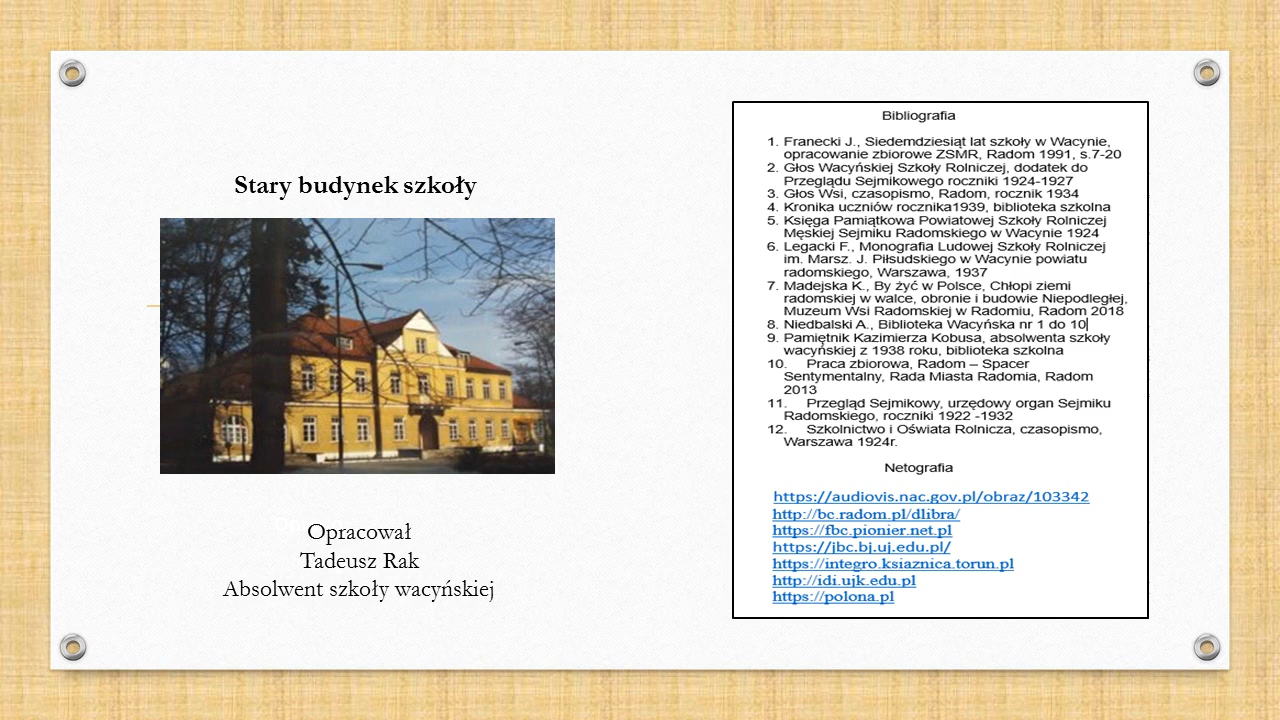 Stary budynek szkoły
Opracował
Tadeusz Rak
Absolwent szkoły wacyńskiej
Bibliografia
1. Franecki J., Siedemdziesiąt lat szkoły w Wacynie,
opracowanie zbiorowe ZSMR, Radom 1991, s.7-20
2. Głos Wacyńskiej Szkoły Rolniczej, dodatek do
Przeglądu Sejmikowego roczniki 1924-1927
3. Głos Wsi, czasopismo, Radom, rocznik 1934
4. Kronika uczniów rocznika1939, biblioteka szkolna
5. Księga Pamiątkowa Powiatowej Szkoły Rolniczej
Męskiej Sejmiku Radomskiego w Wacynie 1924
6. Legacki F., Monografia Ludowej Szkoły Rolniczej
im. Marsz. J. Piłsudskiego w Wacynie powiatu
radomskiego, Warszawa, 1937
7. Madejska K., By żyć w Polsce, Chłopi ziemi
radomskiej w walce, obronie i budowie Niepodległej,
Muzeum Wsi Radomskiej w Radomiu, Radom 2018
8. Niedbalski A., Biblioteka Wacyńska nr 1 do 10
9. Pamiętnik Kazimierza Kobusa, absolwenta szkoły
wacyńskiej z 1938 roku, biblioteka szkolna
10. Praca zbiorowa, Radom – Spacer
Sentymentalny, Rada Miasta Radomia, Radom
2013
11. Przegląd Sejmikowy, urzędowy organ Sejmiku
Radomskiego, roczniki 1922 -1932
12. Szkolnictwo i Oświata Rolnicza, czasopismo,
Warszawa 1924r.
Netografia
https://audiovis.nac.gov.pl/obraz/103342
http://bc.radom.pl/dlibra/
https://fbc.pionier.net.pl
https://jbc.bj.uj.edu.pl/
https://integro.ksiaznica.torun.pl
http://idi.ujk.edu.pl
https://polona.pl